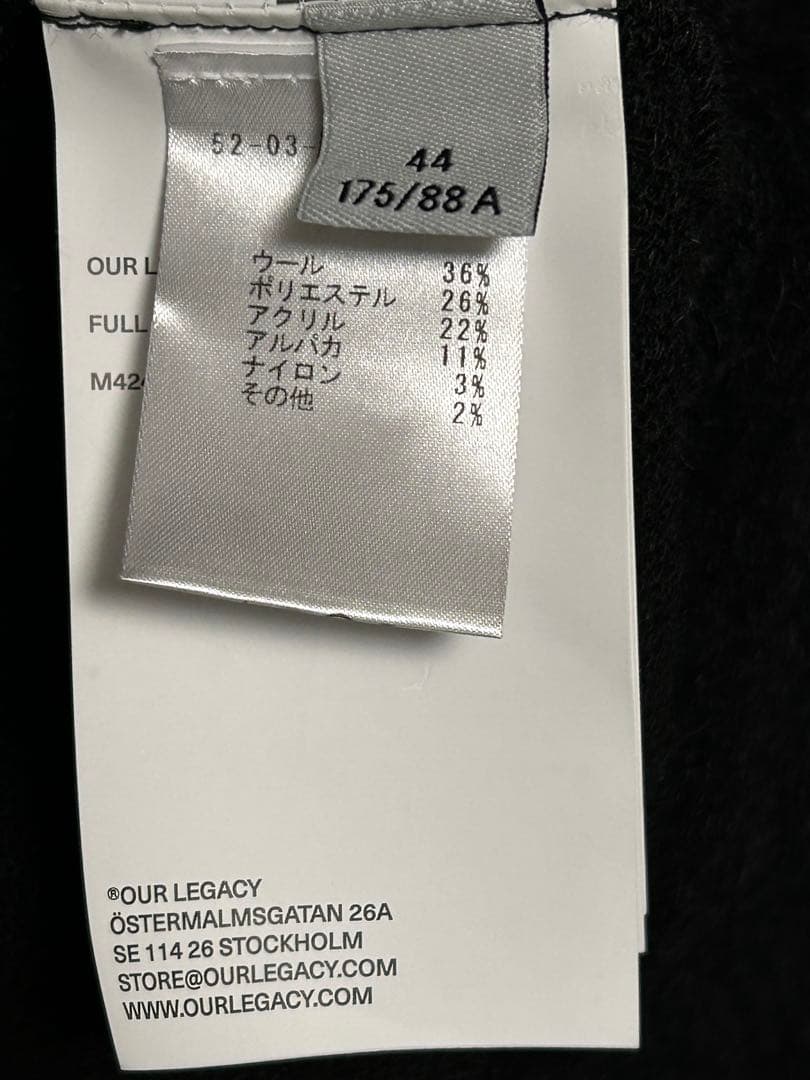 52-03-
44
175/88 A
OUR L
FULL
M424
ウール 36%
ポリエステル 26%
アクリル 22%
アルパカ 11%
ナイロン 3%
その他 2%
®OUR LEGACY
ÖSTERMALMSGATAN 26A
SE 114 26 STOCKHOLM
STORE@OURLEGACY.COM
WWW.OURLEGACY.COM